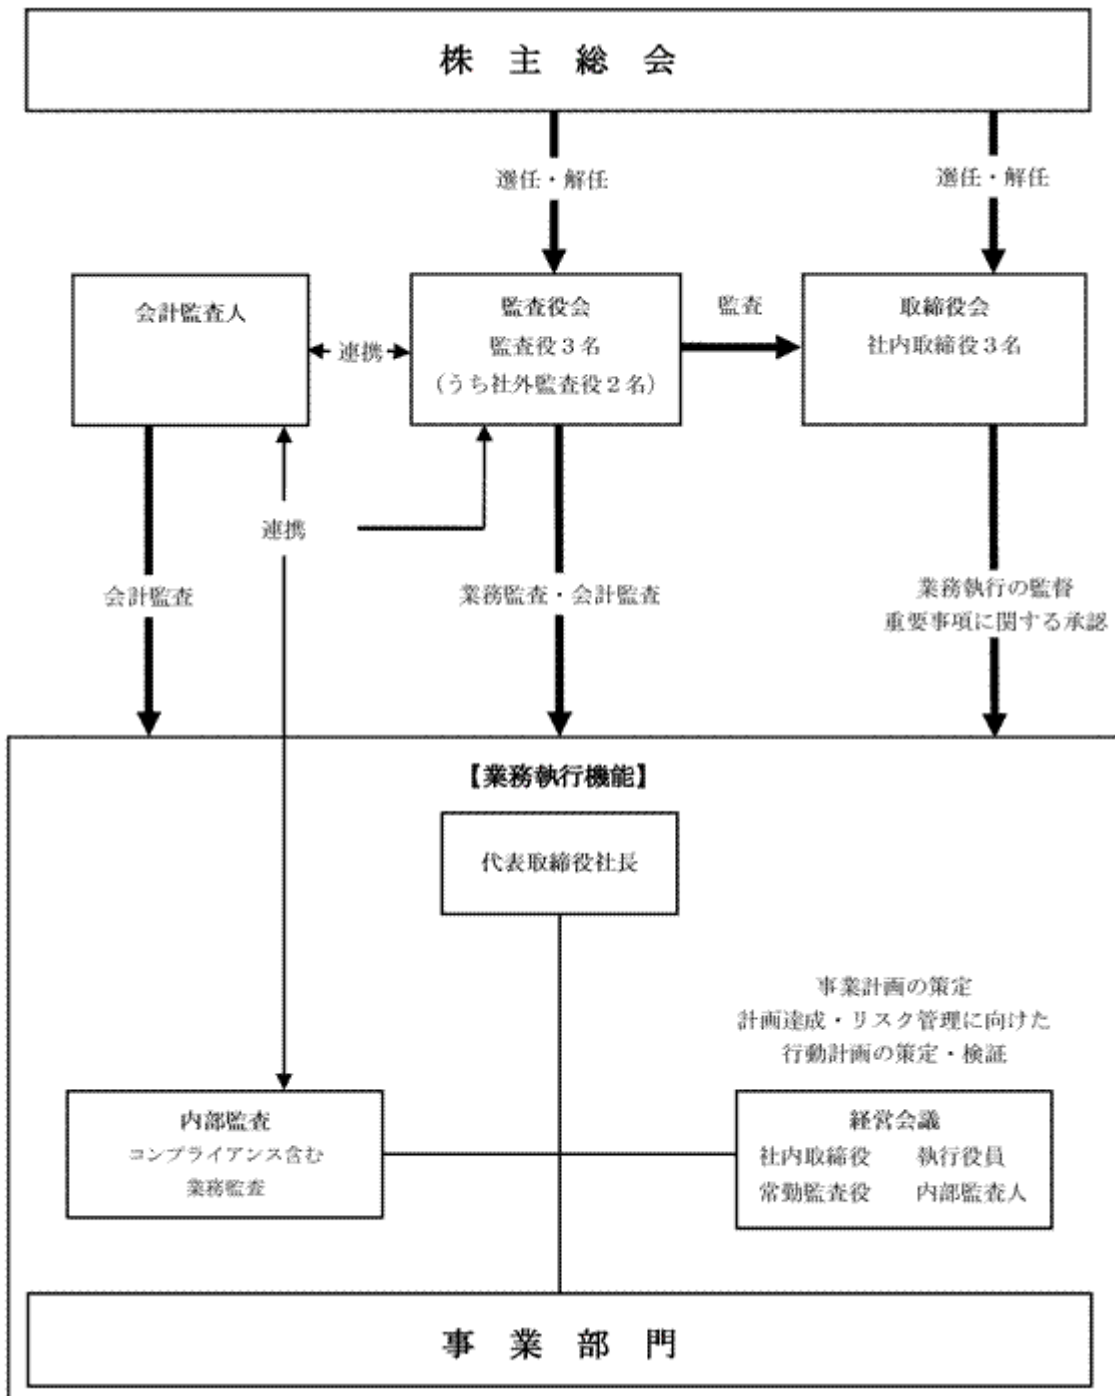 株主総会
選任・解任
選任・解任
会計監査人
連携
監査役会
監査役3名
(うち社外監査役2名)
監査
取締役会
社内取締役3名
連携
会計監査
業務監査・会計監査
業務執行の監督
重要事項に関する承認
【業務執行機能】
代表取締役社長
事業計画の策定
計画達成・リスク管理に向けた
行動計画の策定・検証
内部監査
コンプライアンス含む
業務監査
経営会議
社内取締役 執行役員
常勤監査役 内部監査人
事業部門